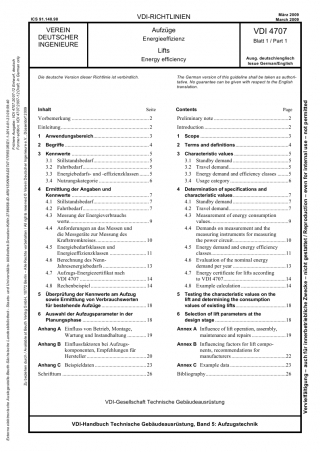 ICS 91.140.90
VDI-RICHTLINIEN
März 2009
March 2009
VEREIN
DEUTSCHER
INGENIEURE
Aufzüge
Energieeffizienz
Lifts
Energy efficiency
VDI 4707
Blatt 1 / Part 1
Ausg. deutsch/englisch
Issue German/English
Die deutsche Version dieser Richtlinie ist verbindlich.
The German version of this guideline shall be taken as authoritative. No guarantee can be given with respect to the English translation.
Inhalt Seite
Vorbemerkung 2
Einleitung 2
1 Anwendungsbereich 3
2 Begriffe 4
3 Kennwerte 5
3.1 Stillstandsbedarf 5
3.2 Fahrtbedarf 5
3.3 Energiebedarfs- und -effizienzklassen 5
3.4 Nutzungskategorie 6
4 Ermittlung der Angaben und
Kennwerte 7
4.1 Stillstandsbedarf 7
4.2 Fahrtbedarf 7
4.3 Messung der Energieverbrauchs-
werte 9
4.4 Anforderungen an die Messen und
die Messgeräte zur Messung des
Kraftstromkreises 10
4.5 Energiebedarfsklassen und
Energieeffizienzklassen 11
4.6 Berechnung des Nenn-
Jahresenergiebedarfs 13
4.7 Aufzugs-Energiezertifikat nach
VDI 4707 14
4.8 Rechenbeispiel 14
5 Überprüfung der Kennwerte am Aufzug
sowie Ermittlung von Verbrauchswerten
für bestehende Aufzüge 18
6 Auswahl der Aufzugsparameter in der
Planungsphase 18
Anhang A Einfluss von Betrieb, Montage,
Wartung und Instandhaltung 19
Anhang B Einflussfaktoren bei Aufzugs-
komponenten, Empfehlungen für
Hersteller 20
Anhang C Beispieldaten 23
Schrifttum 26
Contents Page
Preliminary note 2
Introduction 2
1 Scope 3
2 Terms and definitions 4
3 Characteristic values 5
3.1 Standby demand 5
3.2 Travel demand 5
3.3 Energy demand and efficiency classes 5
3.4 Usage category 6
4 Determination of specifications and
characteristic values 7
4.1 Standby demand 7
4.2 Travel demand 7
4.3 Measurement of energy consumption
values 9
4.4 Demands on measurement and the
measuring instruments for measuring
the power circuit 10
4.5 Energy demand and energy efficiency
classes 11
4.6 Evaluation of the nominal energy
demand per year 13
4.7 Energy certificate for lifts according
to VDI 4707 14
4.8 Example calculation 14
5 Testing the characteristic values on the
lift and determining the consumption
values of existing lifts 18
6 Selection of lift parameters at the
design stage 18
Annex A Influence of lift operation, assembly,
maintenance and repairs 19
Annex B Influencing factors for lift compo-
nents, recommendations for
manufacturers 22
Annex C Example data 23
Bibliography 26
VDI-Gesellschaft Technische Gebäudeausrüstung
VDI-Handbuch Technische Gebäudeausrüstung, Band 5: Aufzugstechnik
Vervielfältigung – auch für innerbetriebliche Zwecke – nicht gestattet / Reproduction – even for internal use – not permitted